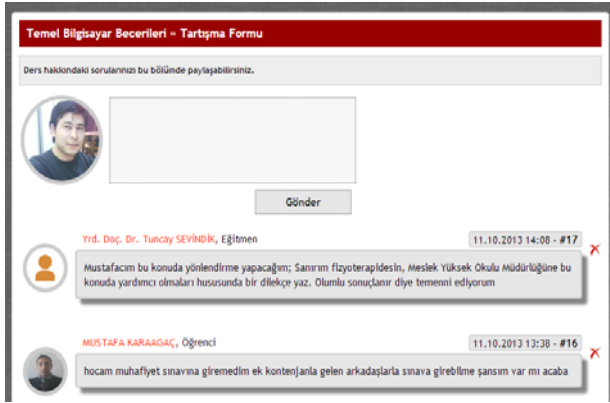 Temel Bilgisayar Becerileri » Tartışma Formu
Ders hakkındaki sorularınızı bu bölümde paylaşabilirsiniz.
Gönder
Yrd. Doç. Dr. Tuncay SEVİNDİK, Eğitmen
11.10.2013 14:08 - #17
Mustafacım bu konuda yönlendirme yapacağım; Sanırım fizyoterapidesin, Meslek Yüksek Okulu Müdürlüğüne bu
konuda yardımcı olmaları hususunda bir dilekçe yaz. Olumlu sonuçlanır diye temenni ediyorum
MUSTAFA KARAAGAÇ, Öğrenci
11.10.2013 13:38 - #16
hocam muhafiyet sınavına giremedim ek kontenjanla gelen arkadaşlarla sınava girebilme şansım var mı acaba